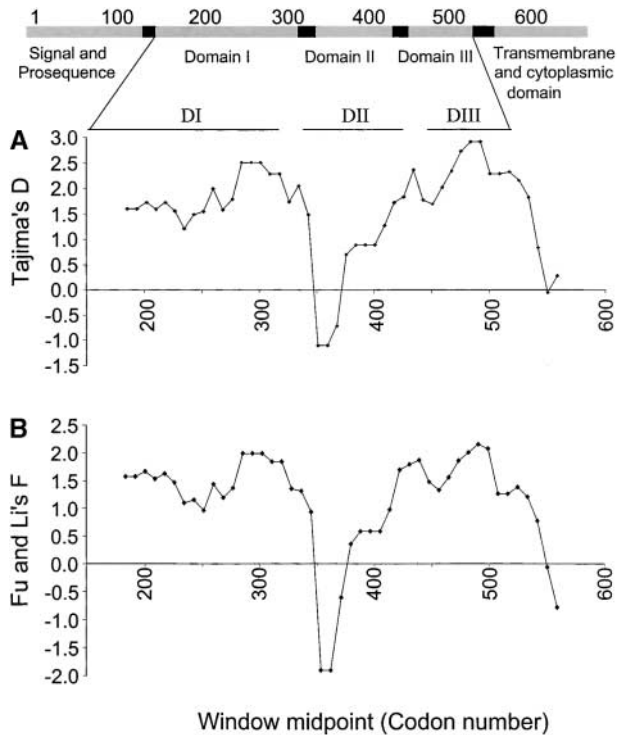 1 100 200 300 400 500 600
Signal and Prosequence
Domain I
Domain II
Domain III
Transmembrane and cytoplasmic domain
DI DII DIII
A
Tajima's D
3.0
2.5
2.0
1.5
1.0
0.5
0.0
-0.5
-1.0
-1.5
200 300 400 500 600
B
Fu and Li's F
2.5
2.0
1.5
1.0
0.5
0.0
-0.5
-1.0
-1.5
-2.0
200 300 400 500 600
Window midpoint (Codon number)